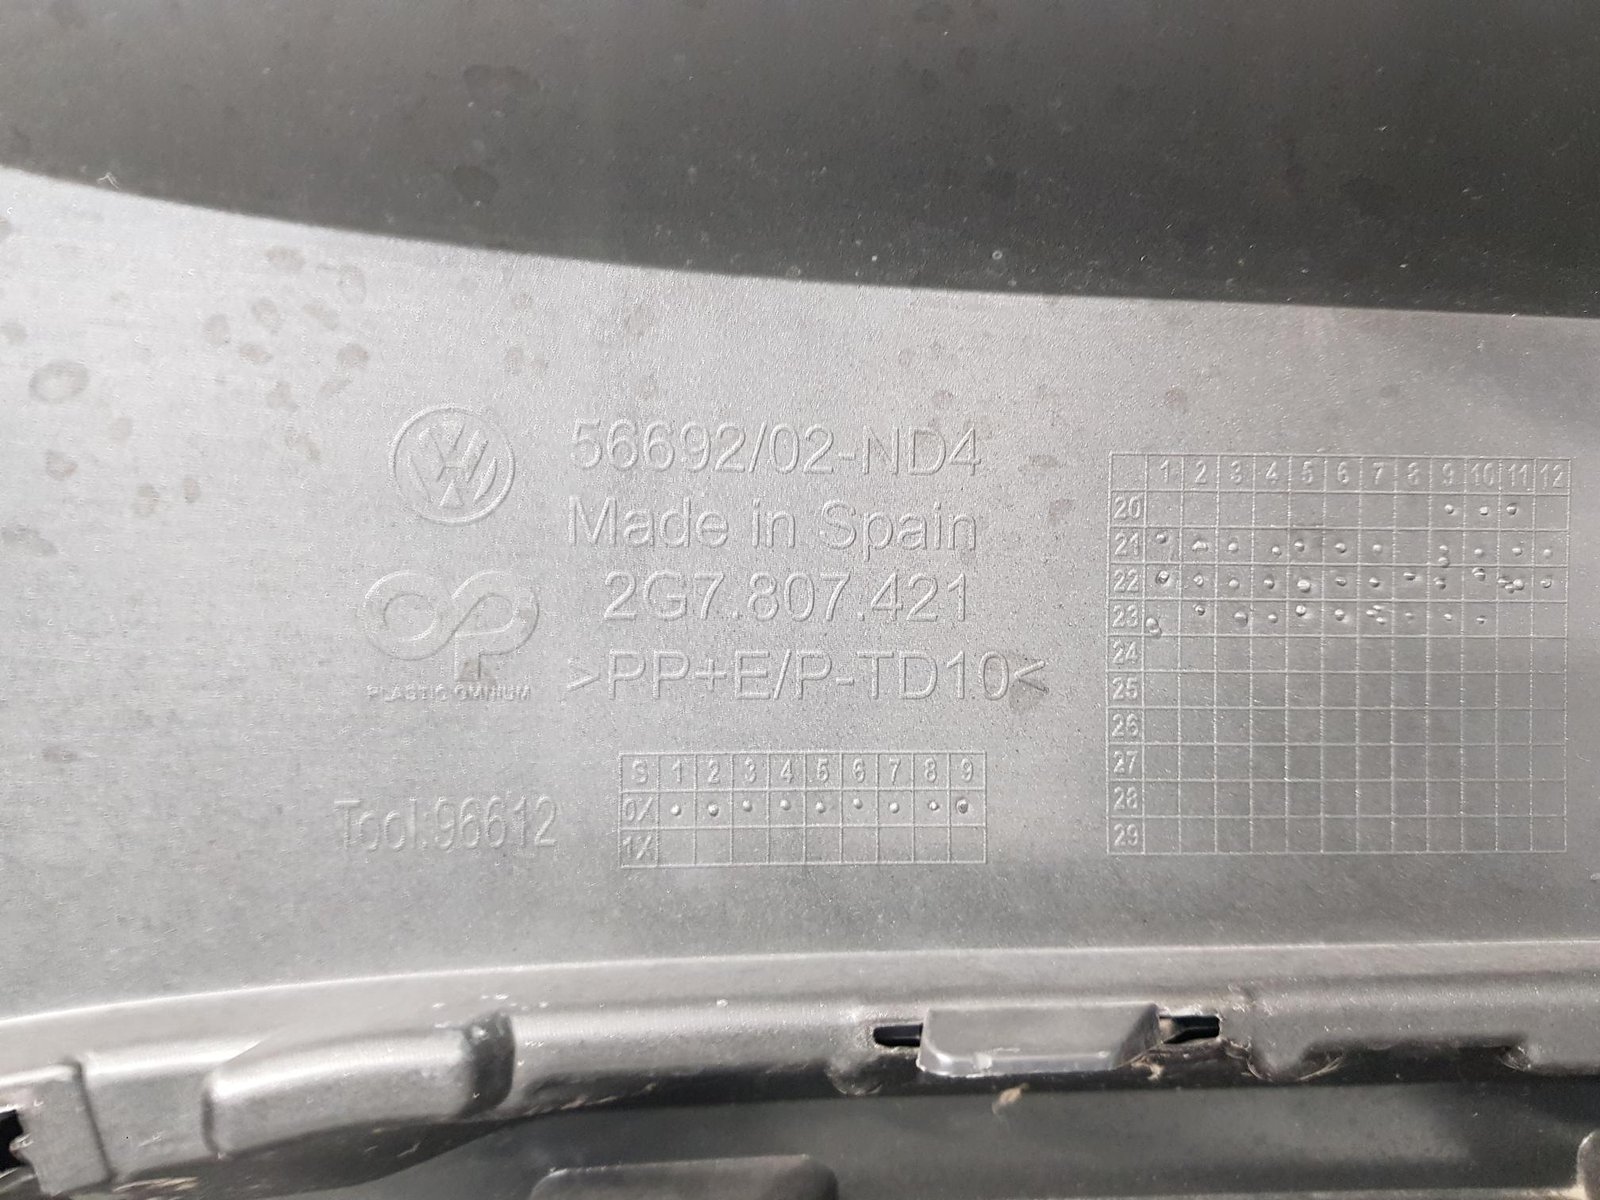 56692/02-ND4
Made in Spain
2G7.807.421
>PP+E/P-TD10<
PLASTIC OMNIUM
Tool:96612
S 1 2 3 4 5 6 7 8 9
0X
1X
1 2 3 4 5 6 7 8 9 10 11 12
20
21
22
23
24
25
26
27
28
29